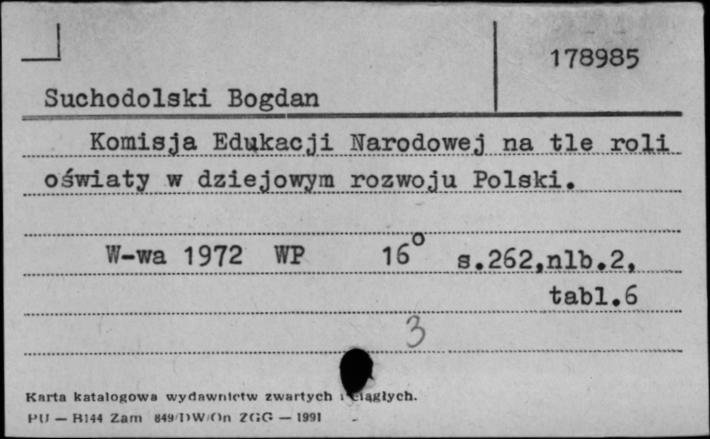 178985
Suchodolski Bogdan
Komisja Edukacji Narodowej na tle roli
oświaty w dziejowym rozwoju Polski.
W-wa 1972 WP 16° s.262,nlb.2,
tabl.6
3
Karta katalogowa wydawnictw zwartych i ciągłych.
PU — B144 Zam 849/DW/On ZGG — 1991